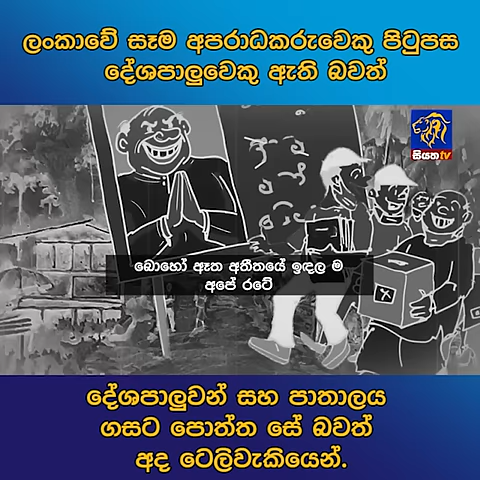 ලංකාවේ සෑම අපරාධකරුවෙකු පිටුපස
දේශපාලුවෙකු ඇති බවත්
සියත tv
බොහෝ ඈත අතීතයේ ඉඳල ම
අපේ රටේ
දේශපාලුවන් සහ පාතාලය
ගසට පොත්ත සේ බවත්
අද ටෙලිවැකියෙන්.